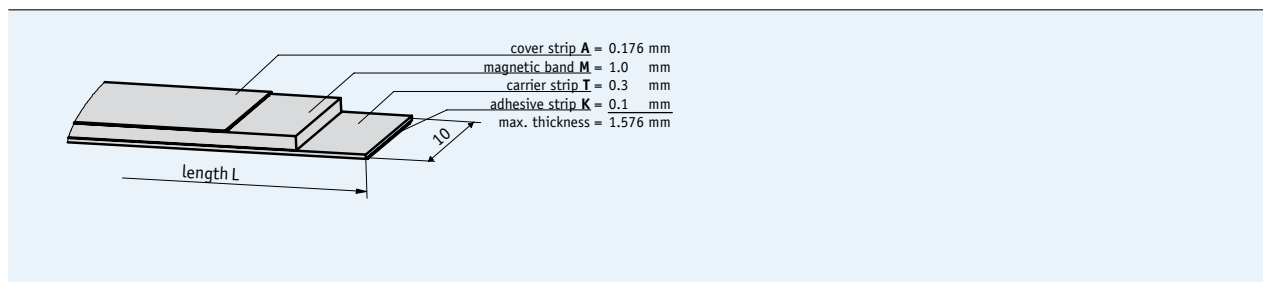 cover strip A = 0.176 mm
magnetic band M = 1.0 mm
carrier strip T = 0.3 mm
adhesive strip K = 0.1 mm
max. thickness = 1.576 mm
10
length L